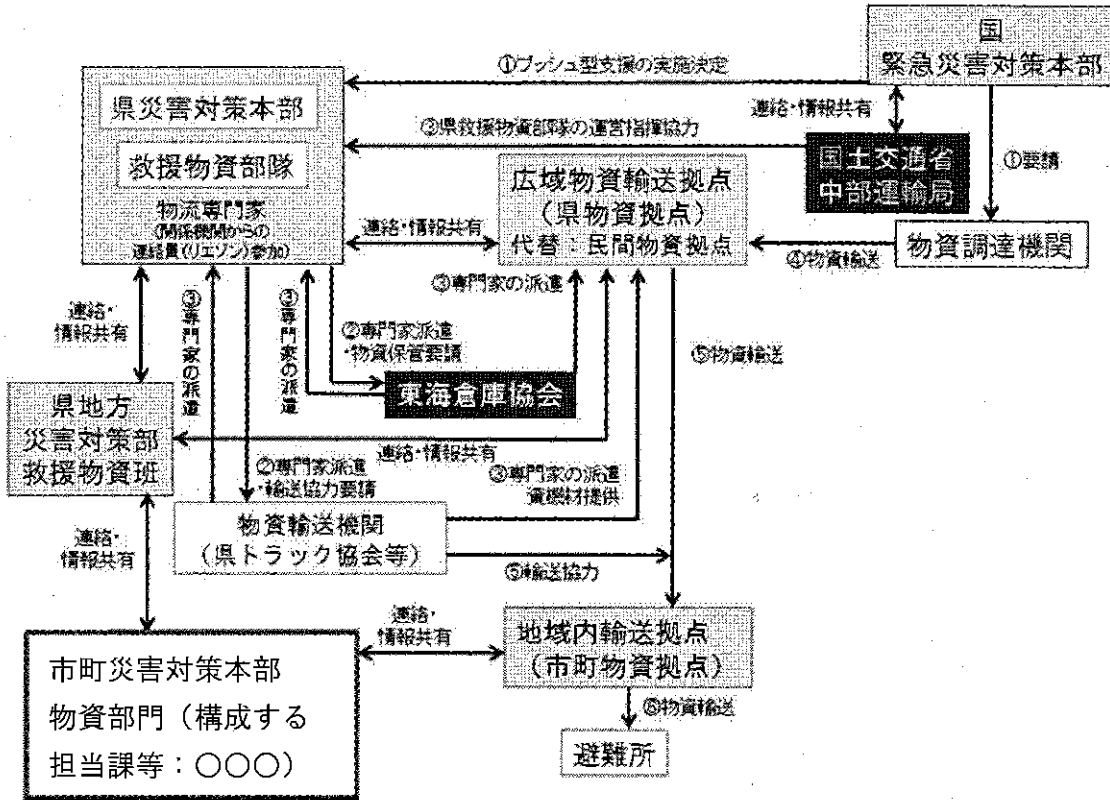 国
緊急災害対策本部
①プッシュ型支援の実施決定
県災害対策本部
救援物資部隊
物流専門家
(関係機関からの
連絡員(リエゾン)参加)
連絡・情報共有
③県救援物資部隊の運営指揮協力
国土交通省
中部運輸局
①要請
広域物資輸送拠点
(県物資拠点)
代替:民間物資拠点
連絡・情報共有
④物資輸送
物資調達機関
連絡・
情報共有
③専門家の派遣
③専門家の派遣
②専門家派遣
・物資保管要請
③専門家の派遣
⑤物資輸送
東海倉庫協会
県地方
災害対策部
救援物資班
連絡・情報共有
②専門家派遣
・輸送協力要請
③専門家の派遣
資機材提供
物資輸送機関
(県トラック協会等)
⑤輸送協力
連絡・
情報共有
連絡・
情報共有
地域内輸送拠点
(市町物資拠点)
市町災害対策本部
物資部門(構成する
担当課等:○○○)
⑥物資輸送
避難所